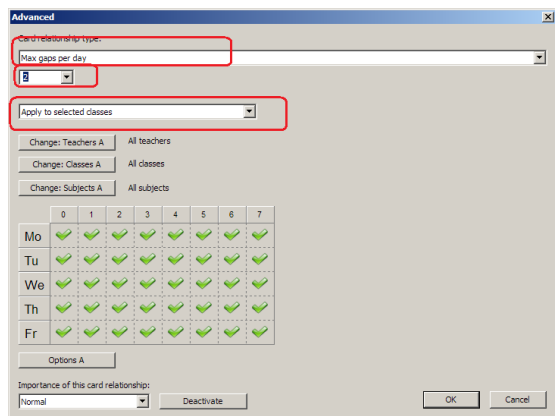 Advanced
Card relationship type:
Max gaps per day
2
Apply to selected classes
Change: Teachers A All teachers
Change: Classes A All classes
Change: Subjects A All subjects
0 1 2 3 4 5 6 7
Mo
Tu
We
Th
Fr
Options A
Importance of this card relationship:
Normal Deactivate OK Cancel